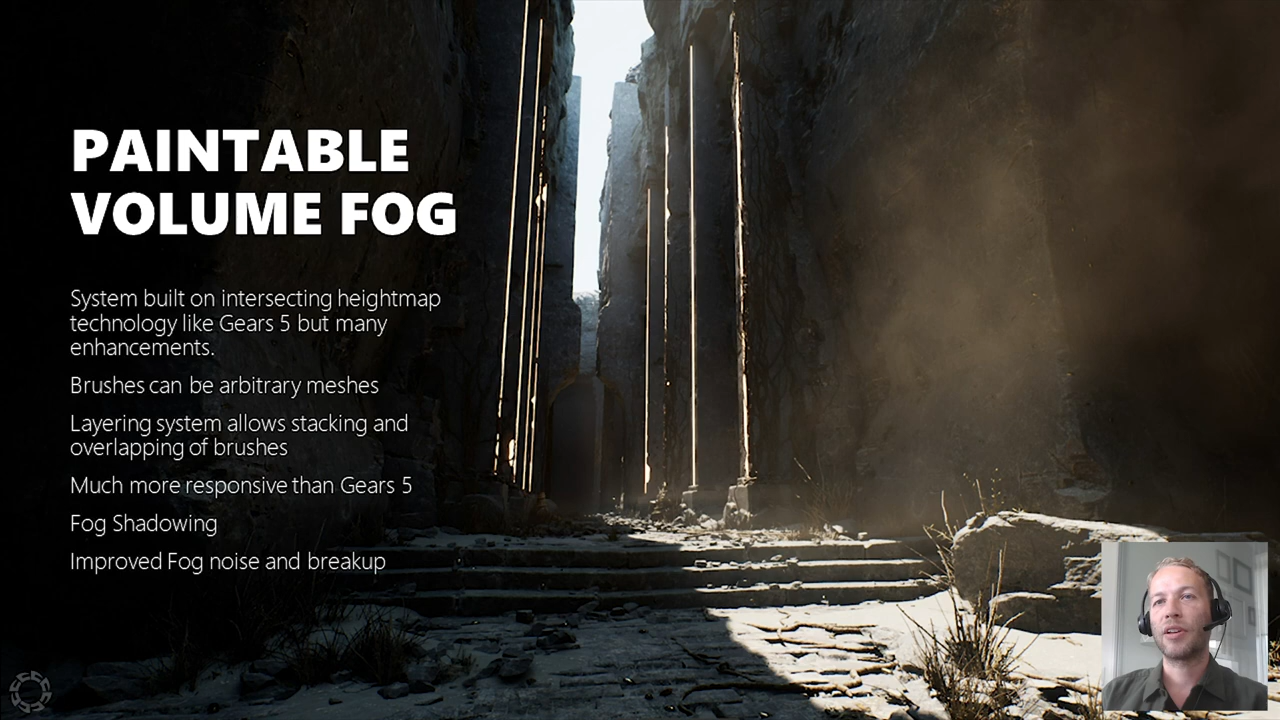 PAINTABLE
VOLUME FOG
System built on intersecting heightmap
technology like Gears 5 but many
enhancements.
Brushes can be arbitrary meshes
Layering system allows stacking and
overlapping of brushes
Much more responsive than Gears 5
Fog Shadowing
Improved Fog noise and breakup